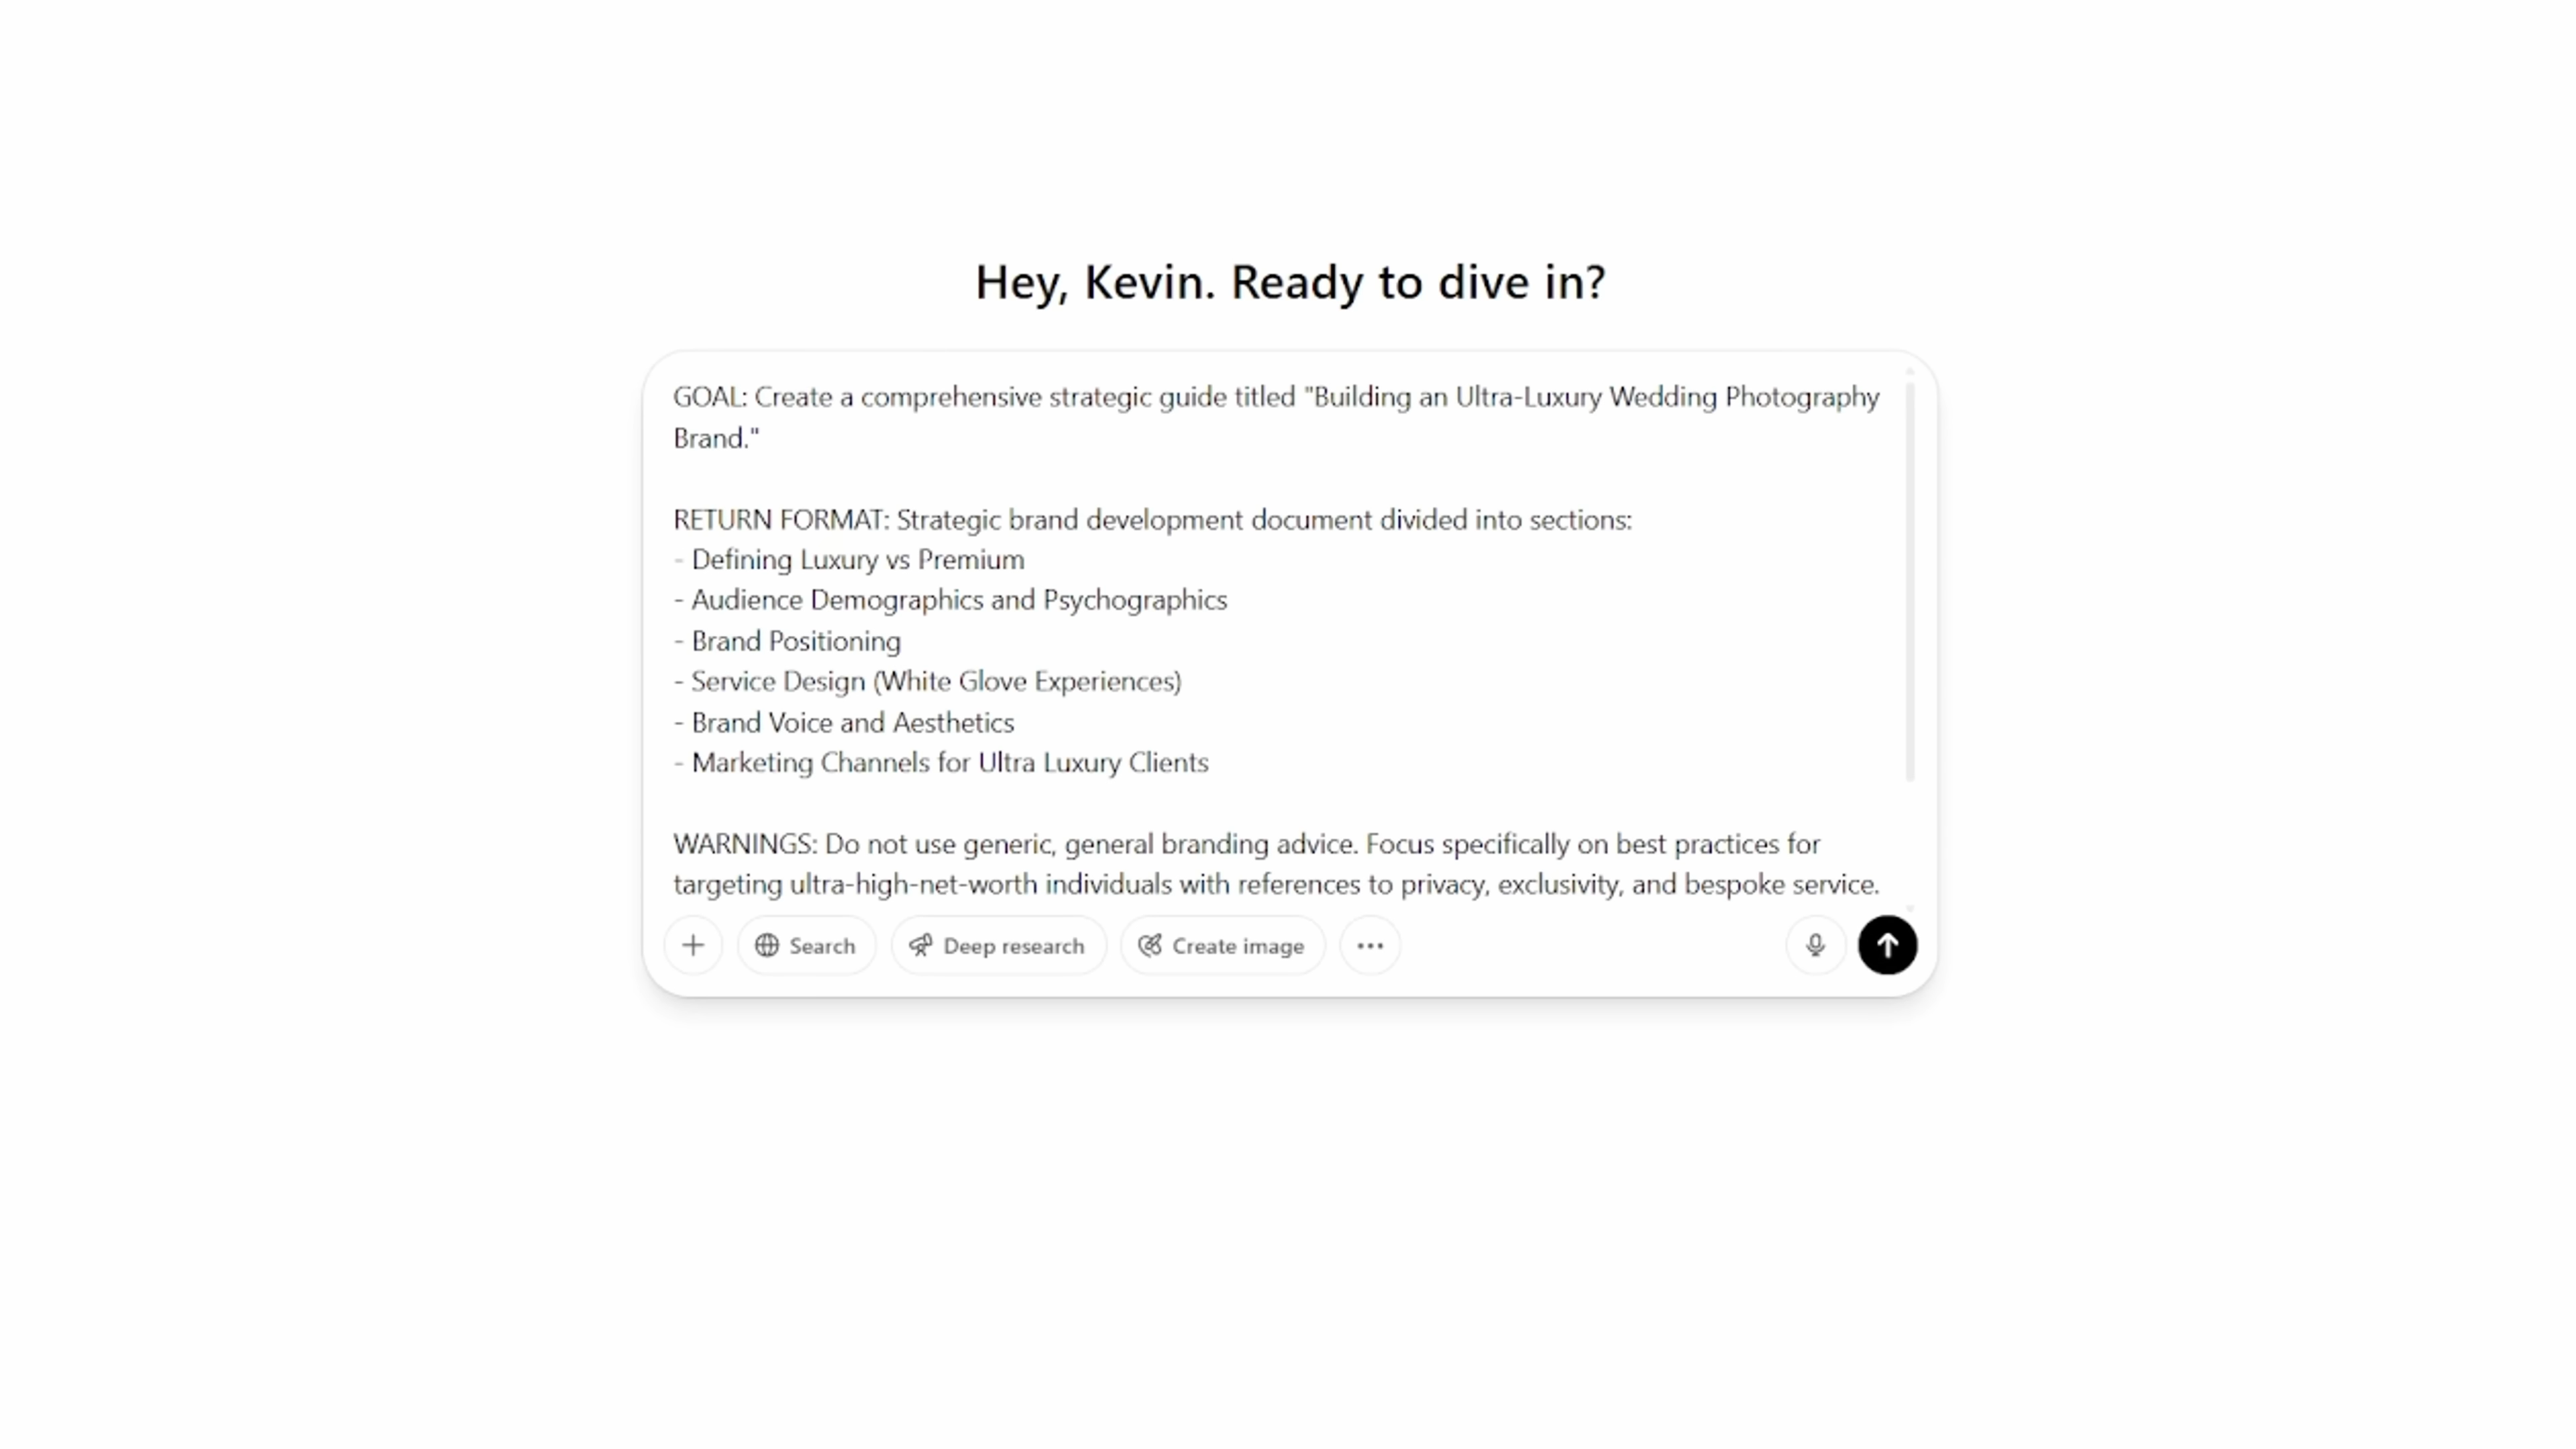 Hey, Kevin. Ready to dive in?
GOAL: Create a comprehensive strategic guide titled "Building an Ultra-Luxury Wedding Photography
Brand."
RETURN FORMAT: Strategic brand development document divided into sections:
- Defining Luxury vs Premium
- Audience Demographics and Psychographics
- Brand Positioning
- Service Design (White Glove Experiences)
- Brand Voice and Aesthetics
- Marketing Channels for Ultra Luxury Clients
WARNINGS: Do not use generic, general branding advice. Focus specifically on best practices for
targeting ultra-high-net-worth individuals with references to privacy, exclusivity, and bespoke service.
Search Deep research Create image